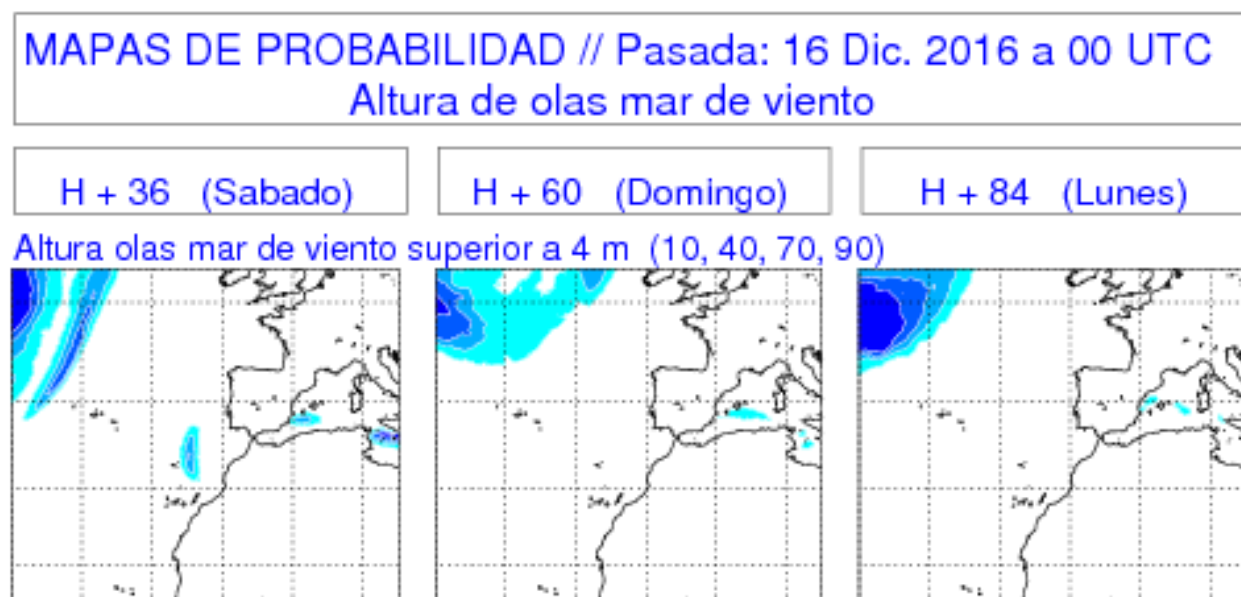 MAPAS DE PROBABILIDAD // Pasada: 16 Dic. 2016 a 00 UTC
Altura de olas mar de viento
H + 36 (Sabado)
H + 60 (Domingo)
H + 84 (Lunes)
Altura olas mar de viento superior a 4 m (10, 40, 70, 90)